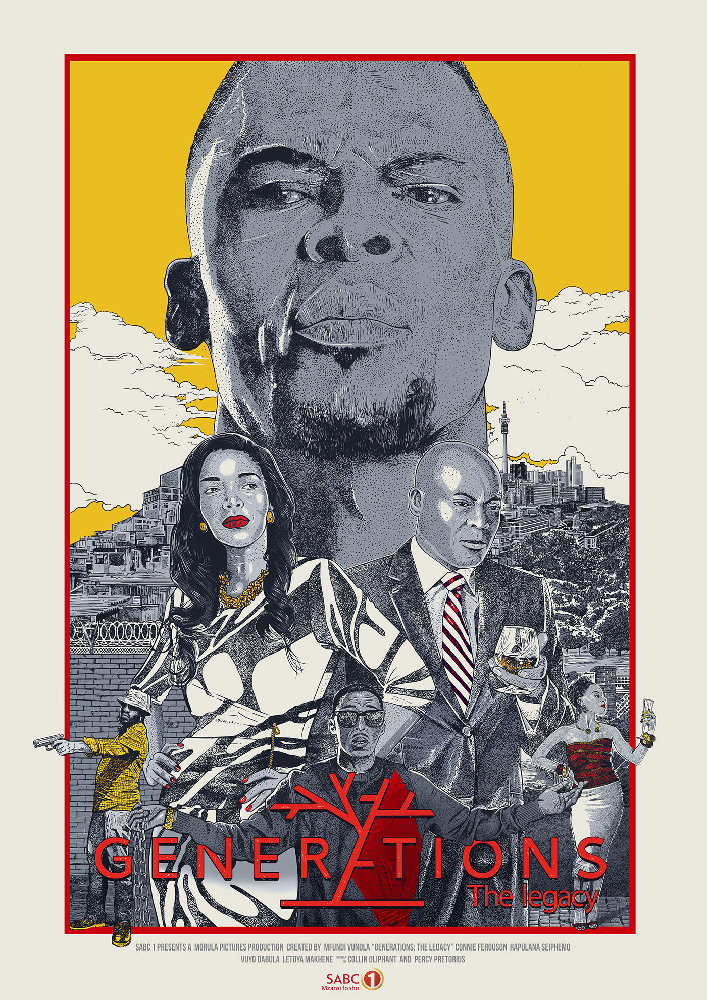 GENERATIONS
The legacy
SABC 1 PRESENTS A MORULA PICTURES PRODUCTION CREATED BY MFUNDI VUNDLA “GENERATIONS: THE LEGACY” CONNIE FERGUSON RAPULANA SEIPHEMO
VUYO DABULA LETOYA MAKHENE WRITTEN BY COLLIN OLIPHANT AND PERCY PRETORIUS
SABC 1
Mzansi fo sho